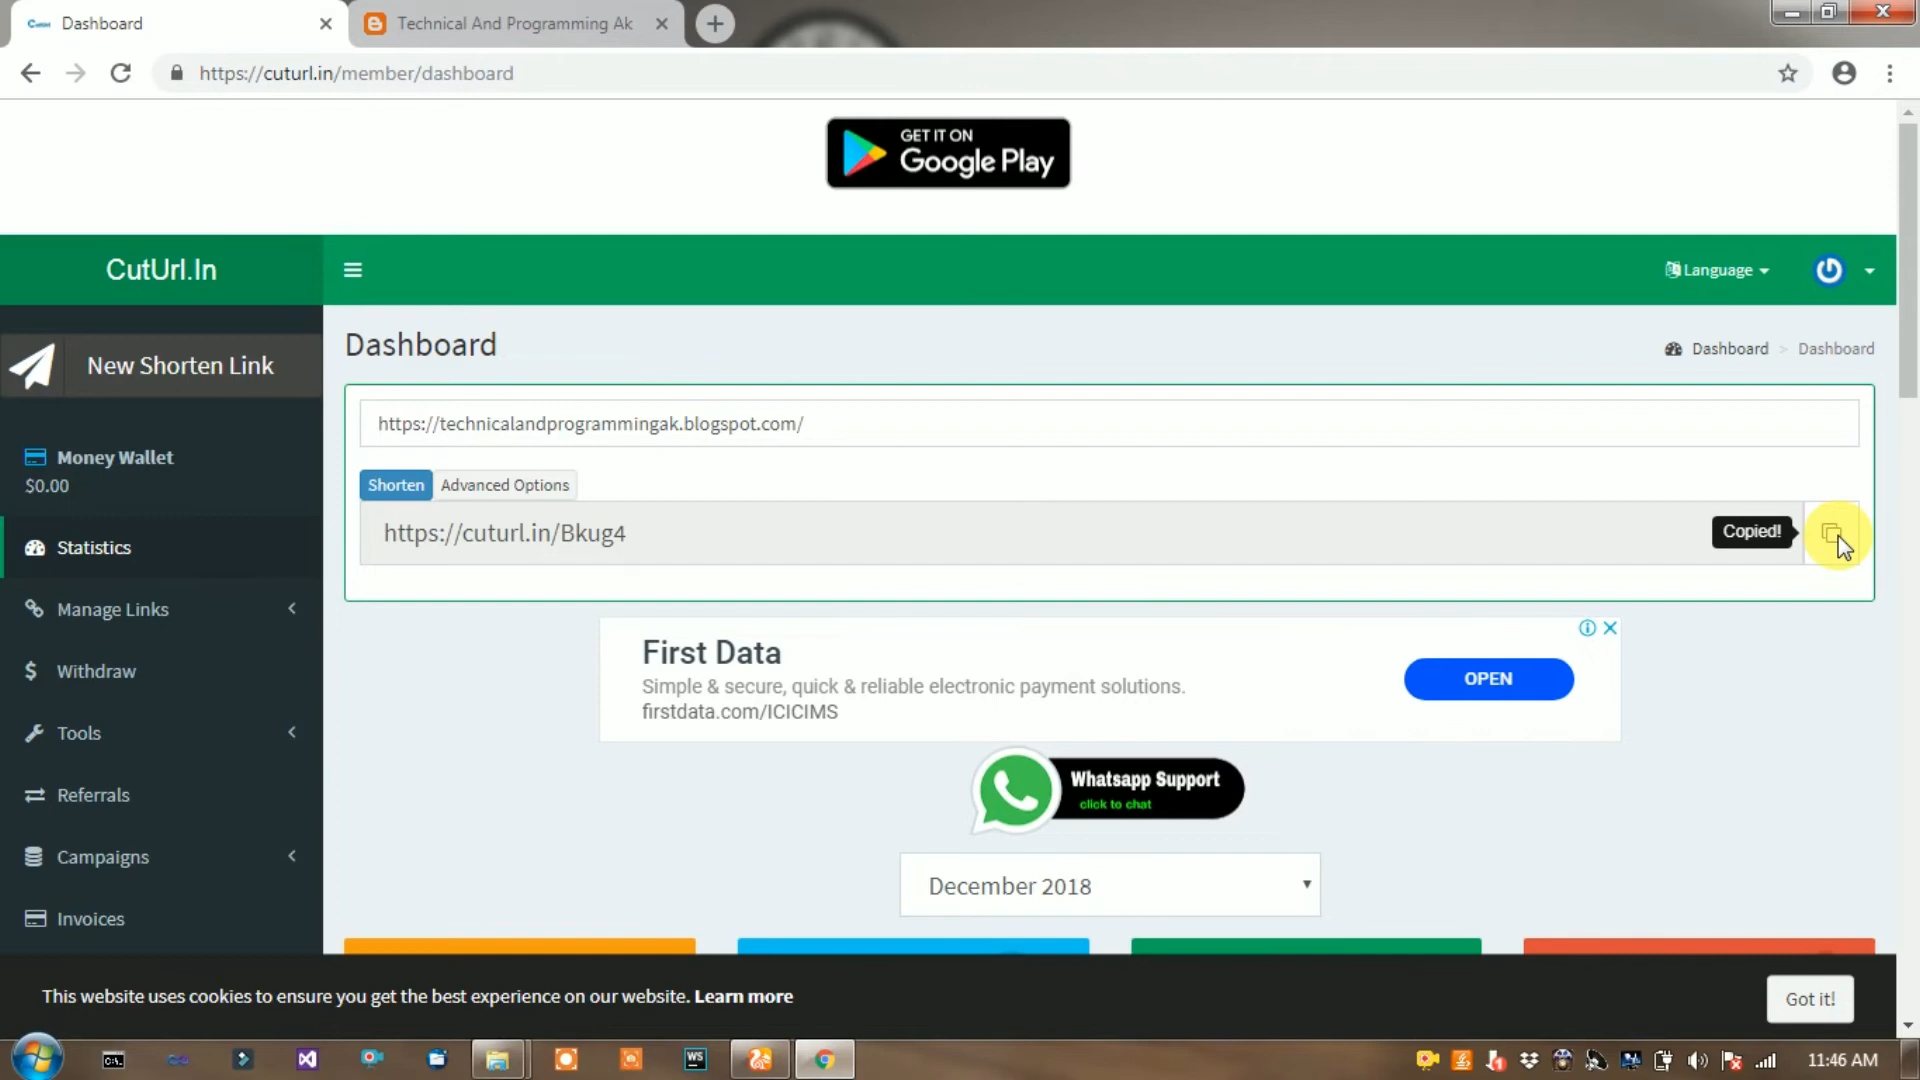 Dashboard
Technical And Programming Ak
https://cuturl.in/member/dashboard
GET IT ON
Google Play
CutUrl.In
Language
New Shorten Link
Dashboard
Dashboard > Dashboard
https://technicalandprogrammingak.blogspot.com/
Money Wallet
$0.00
Shorten
Advanced Options
https://cuturl.in/Bkug4
Copied!
Statistics
Manage Links
Withdraw
Tools
Referrals
Campaigns
Invoices
First Data
Simple & secure, quick & reliable electronic payment solutions.
firstdata.com/ICICIMS
OPEN
Whatsapp Support
click to chat
December 2018
This website uses cookies to ensure you get the best experience on our website. Learn more
Got it!
C:\.
WS
11:46 AM